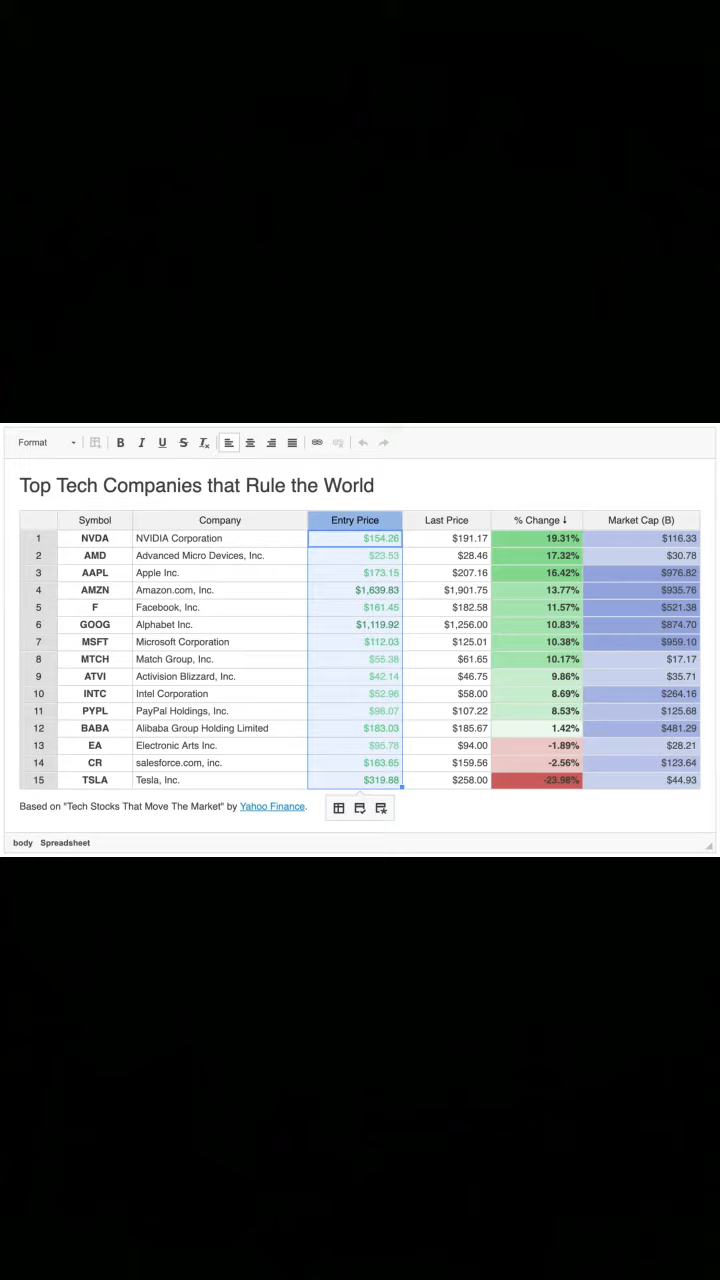 Format B I U S Tx
Top Tech Companies that Rule the World
Symbol Company Entry Price Last Price % Change ↓ Market Cap (B)
1 NVDA NVIDIA Corporation $154.26 $191.17 19.31% $116.33
2 AMD Advanced Micro Devices, Inc. $23.53 $28.46 17.32% $30.78
3 AAPL Apple Inc. $173.15 $207.16 16.42% $976.82
4 AMZN Amazon.com, Inc. $1,639.83 $1,901.75 13.77% $935.76
5 F Facebook, Inc. $161.45 $182.58 11.57% $521.38
6 GOOG Alphabet Inc. $1,119.92 $1,256.00 10.83% $874.70
7 MSFT Microsoft Corporation $112.03 $125.01 10.38% $959.10
8 MTCH Match Group, Inc. $55.38 $61.65 10.17% $17.17
9 ATVI Activision Blizzard, Inc. $42.14 $46.75 9.86% $35.71
10 INTC Intel Corporation $52.96 $58.00 8.69% $264.16
11 PYPL PayPal Holdings, Inc. $98.07 $107.22 8.53% $125.68
12 BABA Alibaba Group Holding Limited $183.03 $185.67 1.42% $481.29
13 EA Electronic Arts Inc. $95.78 $94.00 -1.89% $28.21
14 CR salesforce.com, inc. $163.65 $159.56 -2.56% $123.64
15 TSLA Tesla, Inc. $319.88 $258.00 -23.98% $44.93
Based on "Tech Stocks That Move The Market" by Yahoo Finance.
body Spreadsheet